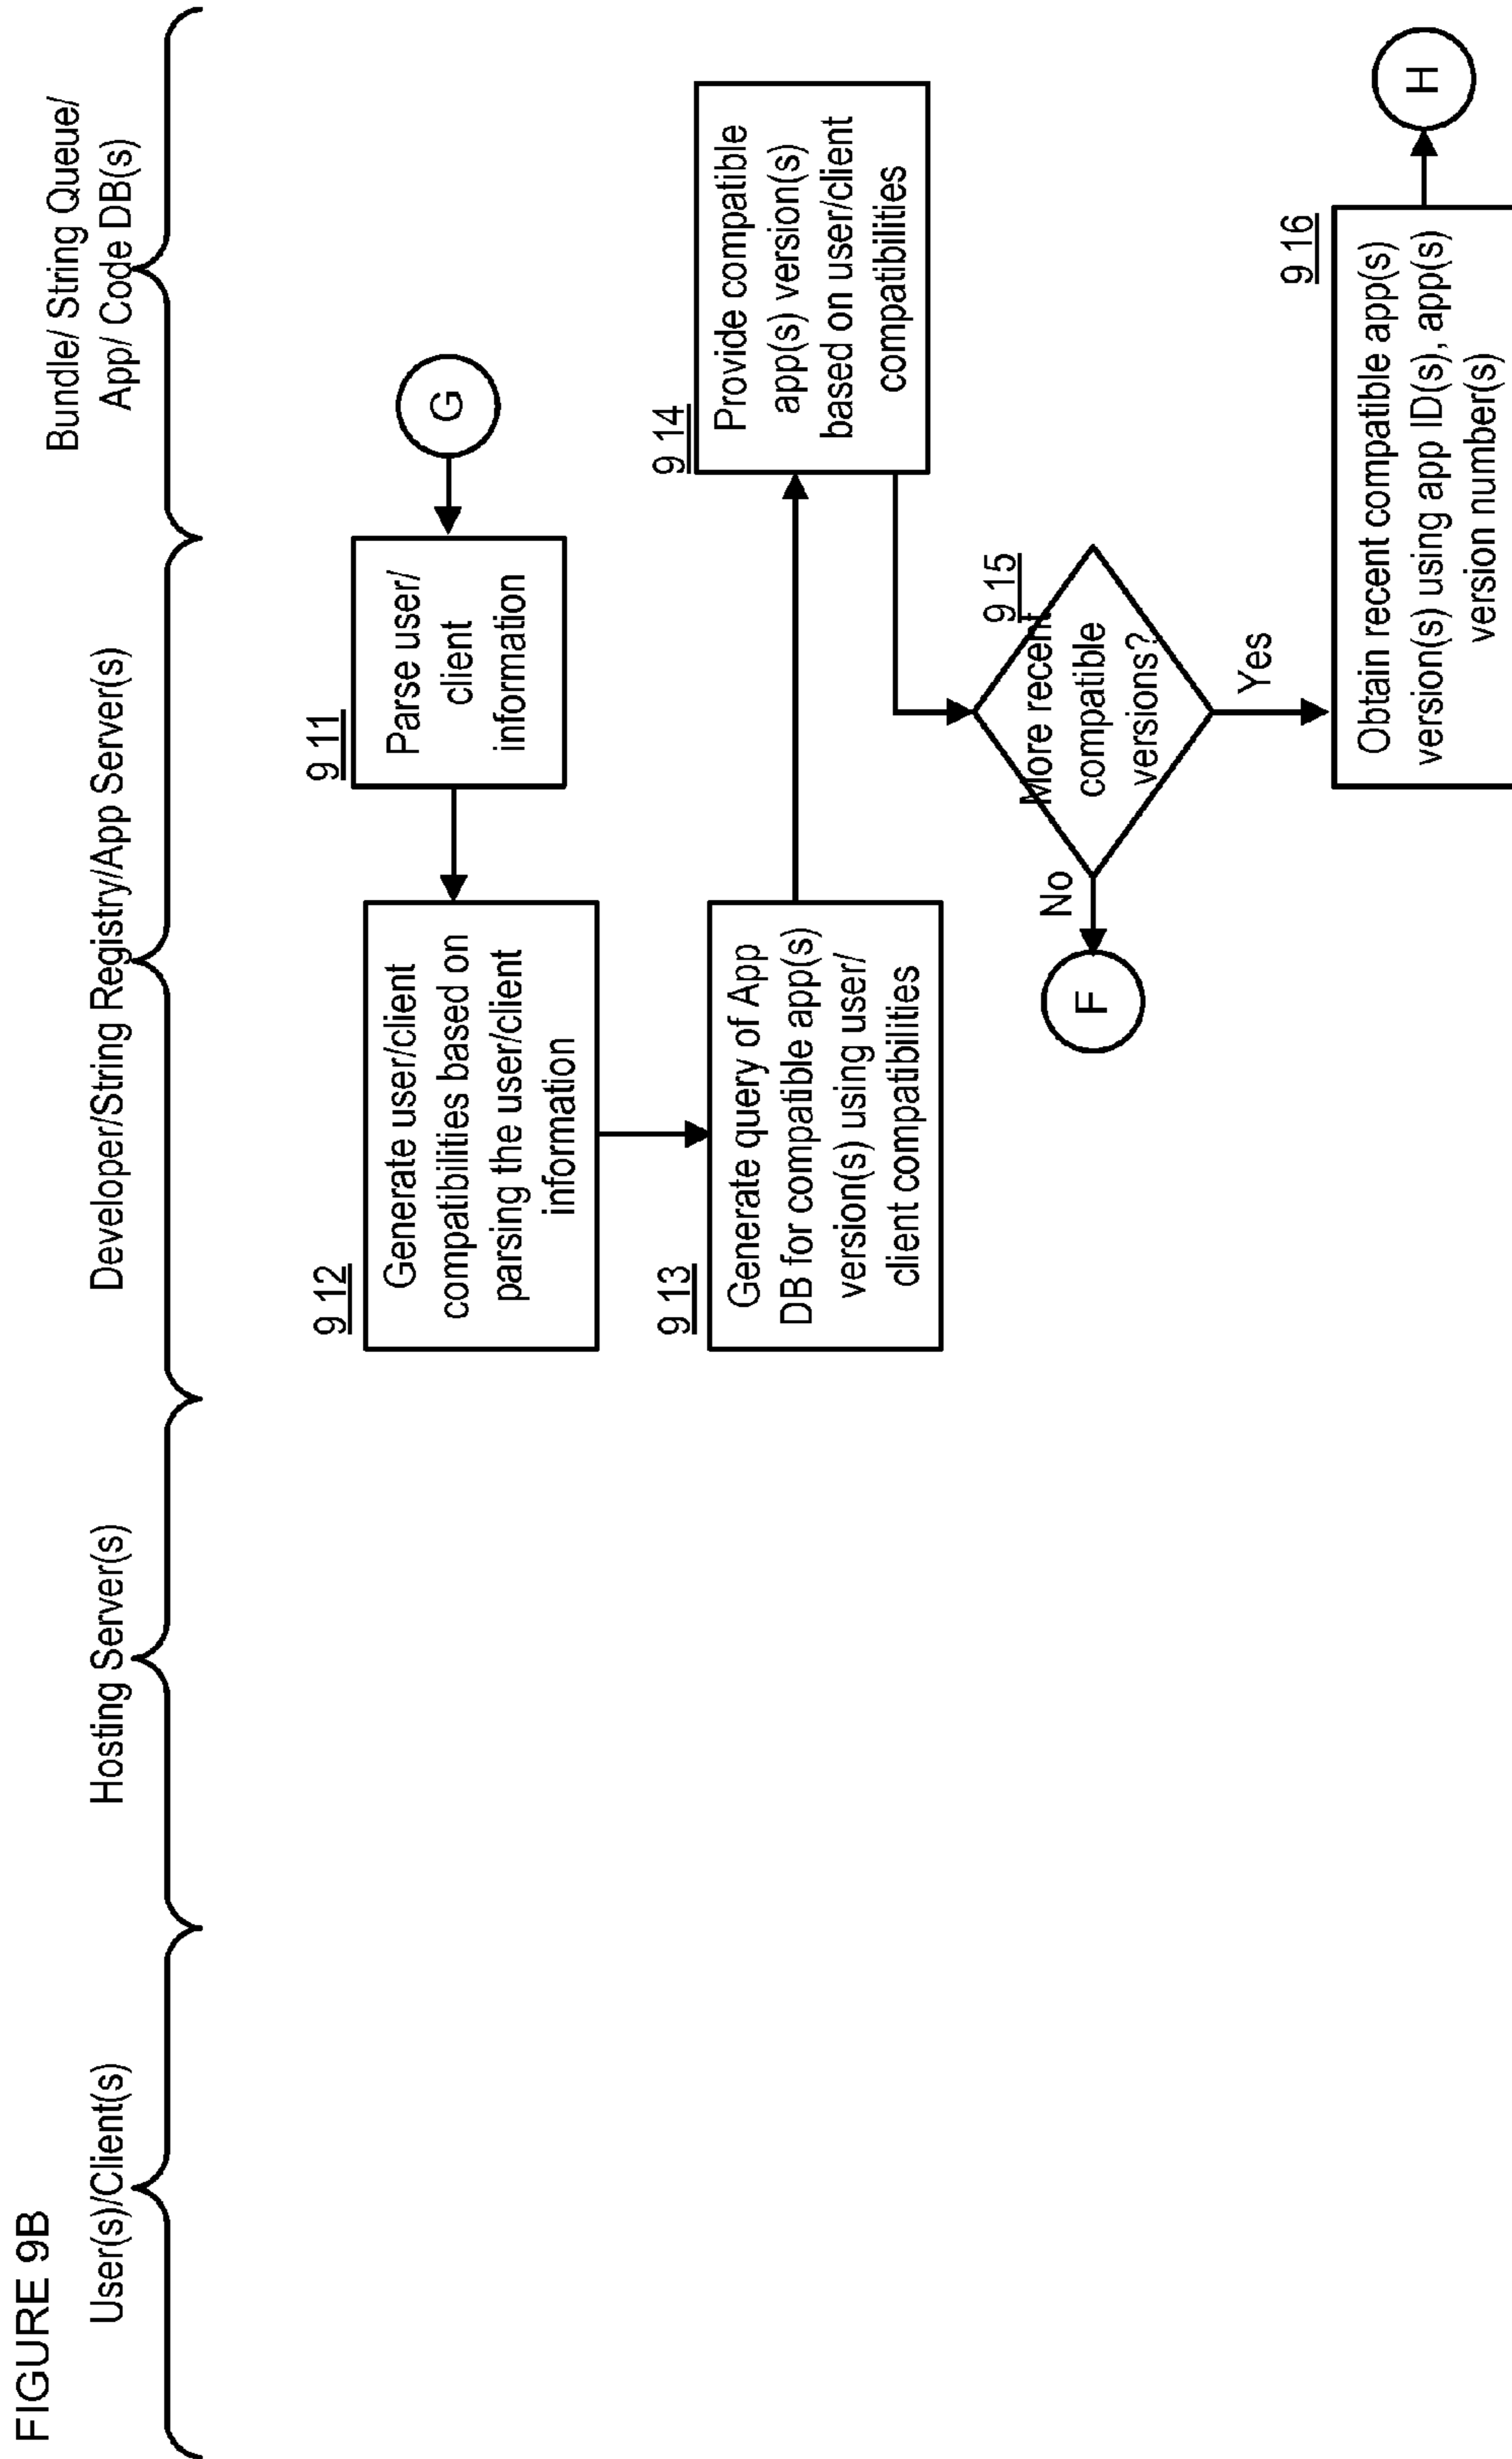 FIGURE 9B
User(s)/Client(s)
Hosting Server(s)
Developer/String Registry/App Server(s)
Bundle/ String Queue/
App/ Code DB(s)
G
9 11
Parse user/
client
information
9 12
Generate user/client
compatibilities based on
parsing the user/client
information
9 13
Generate query of App
DB for compatible app(s)
version(s) using user/
client compatibilities
9 14
Provide compatible
app(s) version(s)
based on user/client
compatibilities
9 15
More recent
compatible
versions?
No
F
Yes
9 16
Obtain recent compatible app(s)
version(s) using app ID(s), app(s)
version number(s)
H